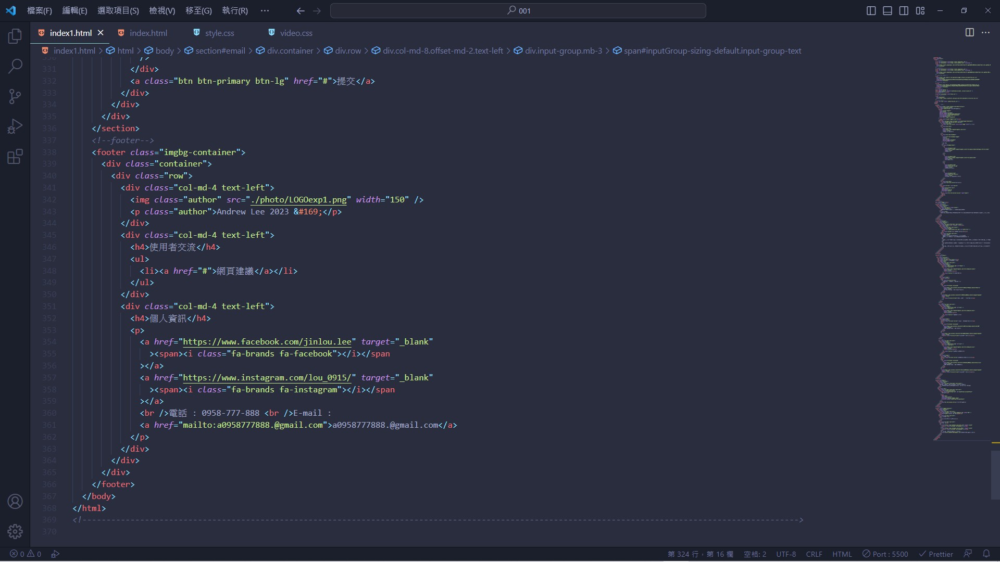 檔案(F) 編輯(E) 選取項目(S) 檢視(V) 移至(G) 執行(R) ··· 001
index1.html index.html style.css video.css
index1.html > html > body > section#email > div.container > div.row > div.col-md-8.offset-md-2.text-left > div.input-group.mb-3 > span#inputGroup-sizing-default.input-group-text
330 />
331 </div>
332 <a class="btn btn-primary btn-lg" href="#">提交</a>
333 </div>
334 </div>
335 </div>
336 </section>
337 <!--footer-->
338 <footer class="imgbg-container">
339 <div class="container">
340 <div class="row">
341 <div class="col-md-4 text-left">
342 <img class="author" src="./photo/LOGOexp1.png" width="150" />
343 <p class="author">Andrew Lee 2023 &#169;</p>
344 </div>
345 <div class="col-md-4 text-left">
346 <h4>使用者交流</h4>
347 <ul>
348 <li><a href="#">網頁建議</a></li>
349 </ul>
350 </div>
351 <div class="col-md-4 text-left">
352 <h4>個人資訊</h4>
353 <p>
354 <a href="https://www.facebook.com/jinlou.lee" target="_blank"
355 ><span><i class="fa-brands fa-facebook"></i></span
356 ></a>
357 <a href="https://www.instagram.com/lou_0915/" target="_blank"
358 ><span><i class="fa-brands fa-instagram"></i></span
359 ></a>
360 <br />電話 : 0958-777-888 <br />E-mail :
361 <a href="mailto:a0958777888.@gmail.com">a0958777888.@gmail.com</a>
362 </p>
363 </div>
364 </div>
365 </div>
366 </footer>
367 </body>
368 </html>
369 <!------------------------------------------------------------------------------------------------------------------------------------------------------->
370
0 0 第 324 行，第 16 欄 空格: 2 UTF-8 CRLF HTML Port : 5500 Prettier